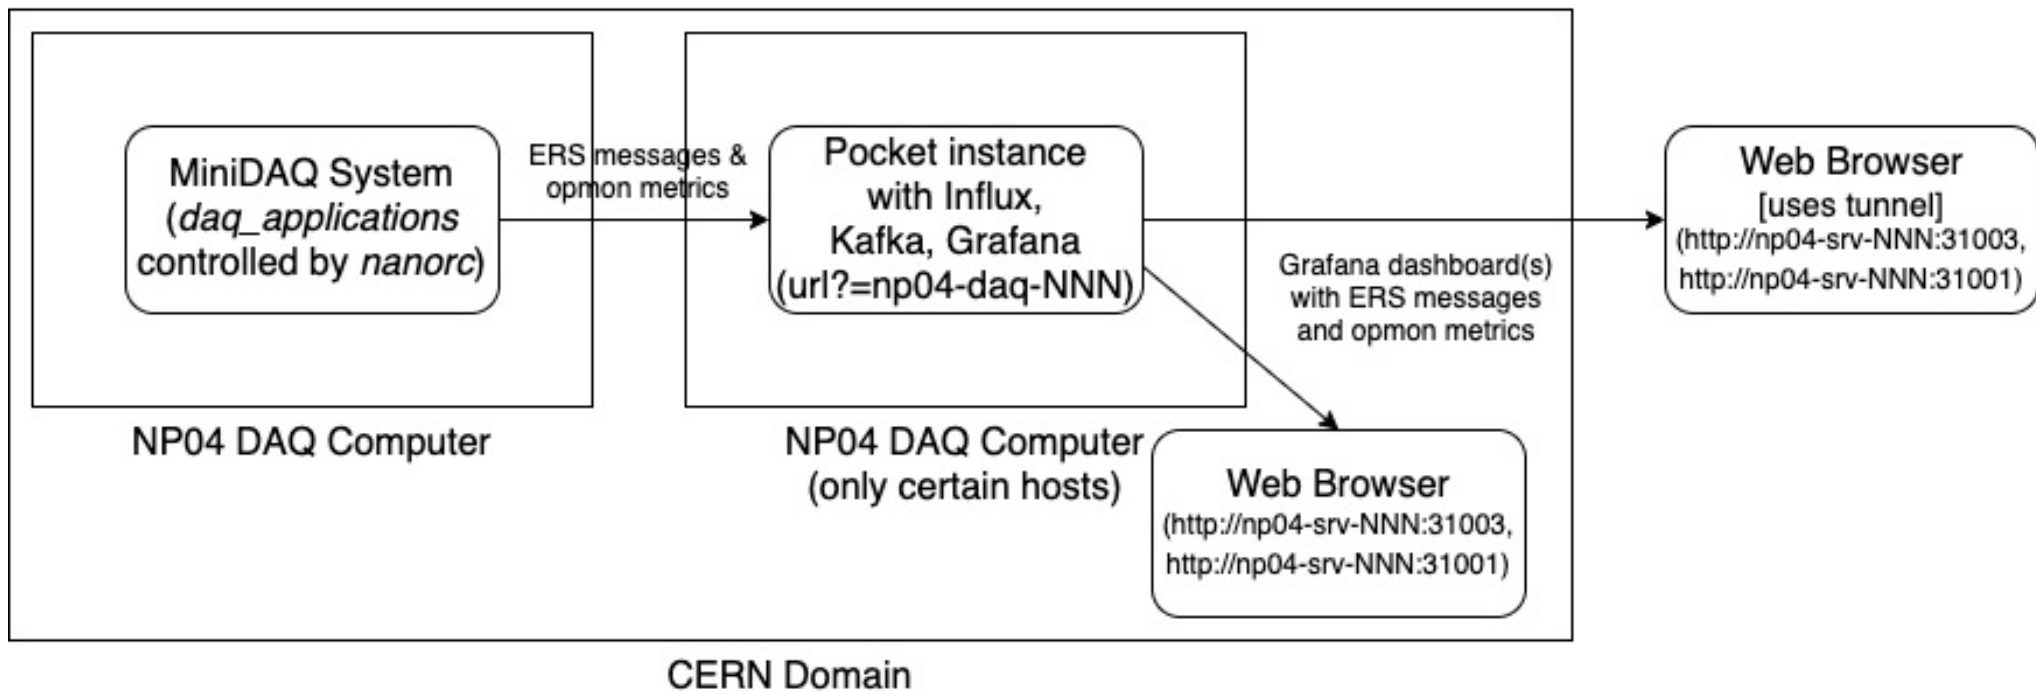 MiniDAQ System
(daq_applications
controlled by nanorc)
ERS messages &
opmon metrics
Pocket instance
with Influx,
Kafka, Grafana
(url?=np04-daq-NNN)
Grafana dashboard(s)
with ERS messages
and opmon metrics
Web Browser
[uses tunnel]
(http://np04-srv-NNN:31003,
http://np04-srv-NNN:31001)
NP04 DAQ Computer
NP04 DAQ Computer
(only certain hosts)
Web Browser
(http://np04-srv-NNN:31003,
http://np04-srv-NNN:31001)
CERN Domain